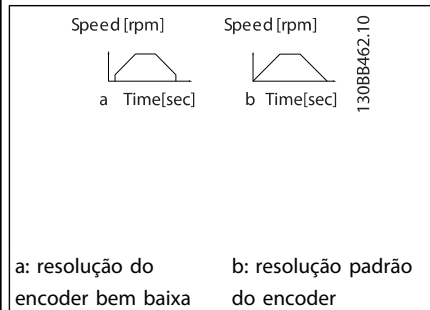 Speed [rpm] Speed [rpm]
a Time[sec] b Time[sec]
130BB462.10
a: resolução do
encoder bem baixa
b: resolução padrão
do encoder